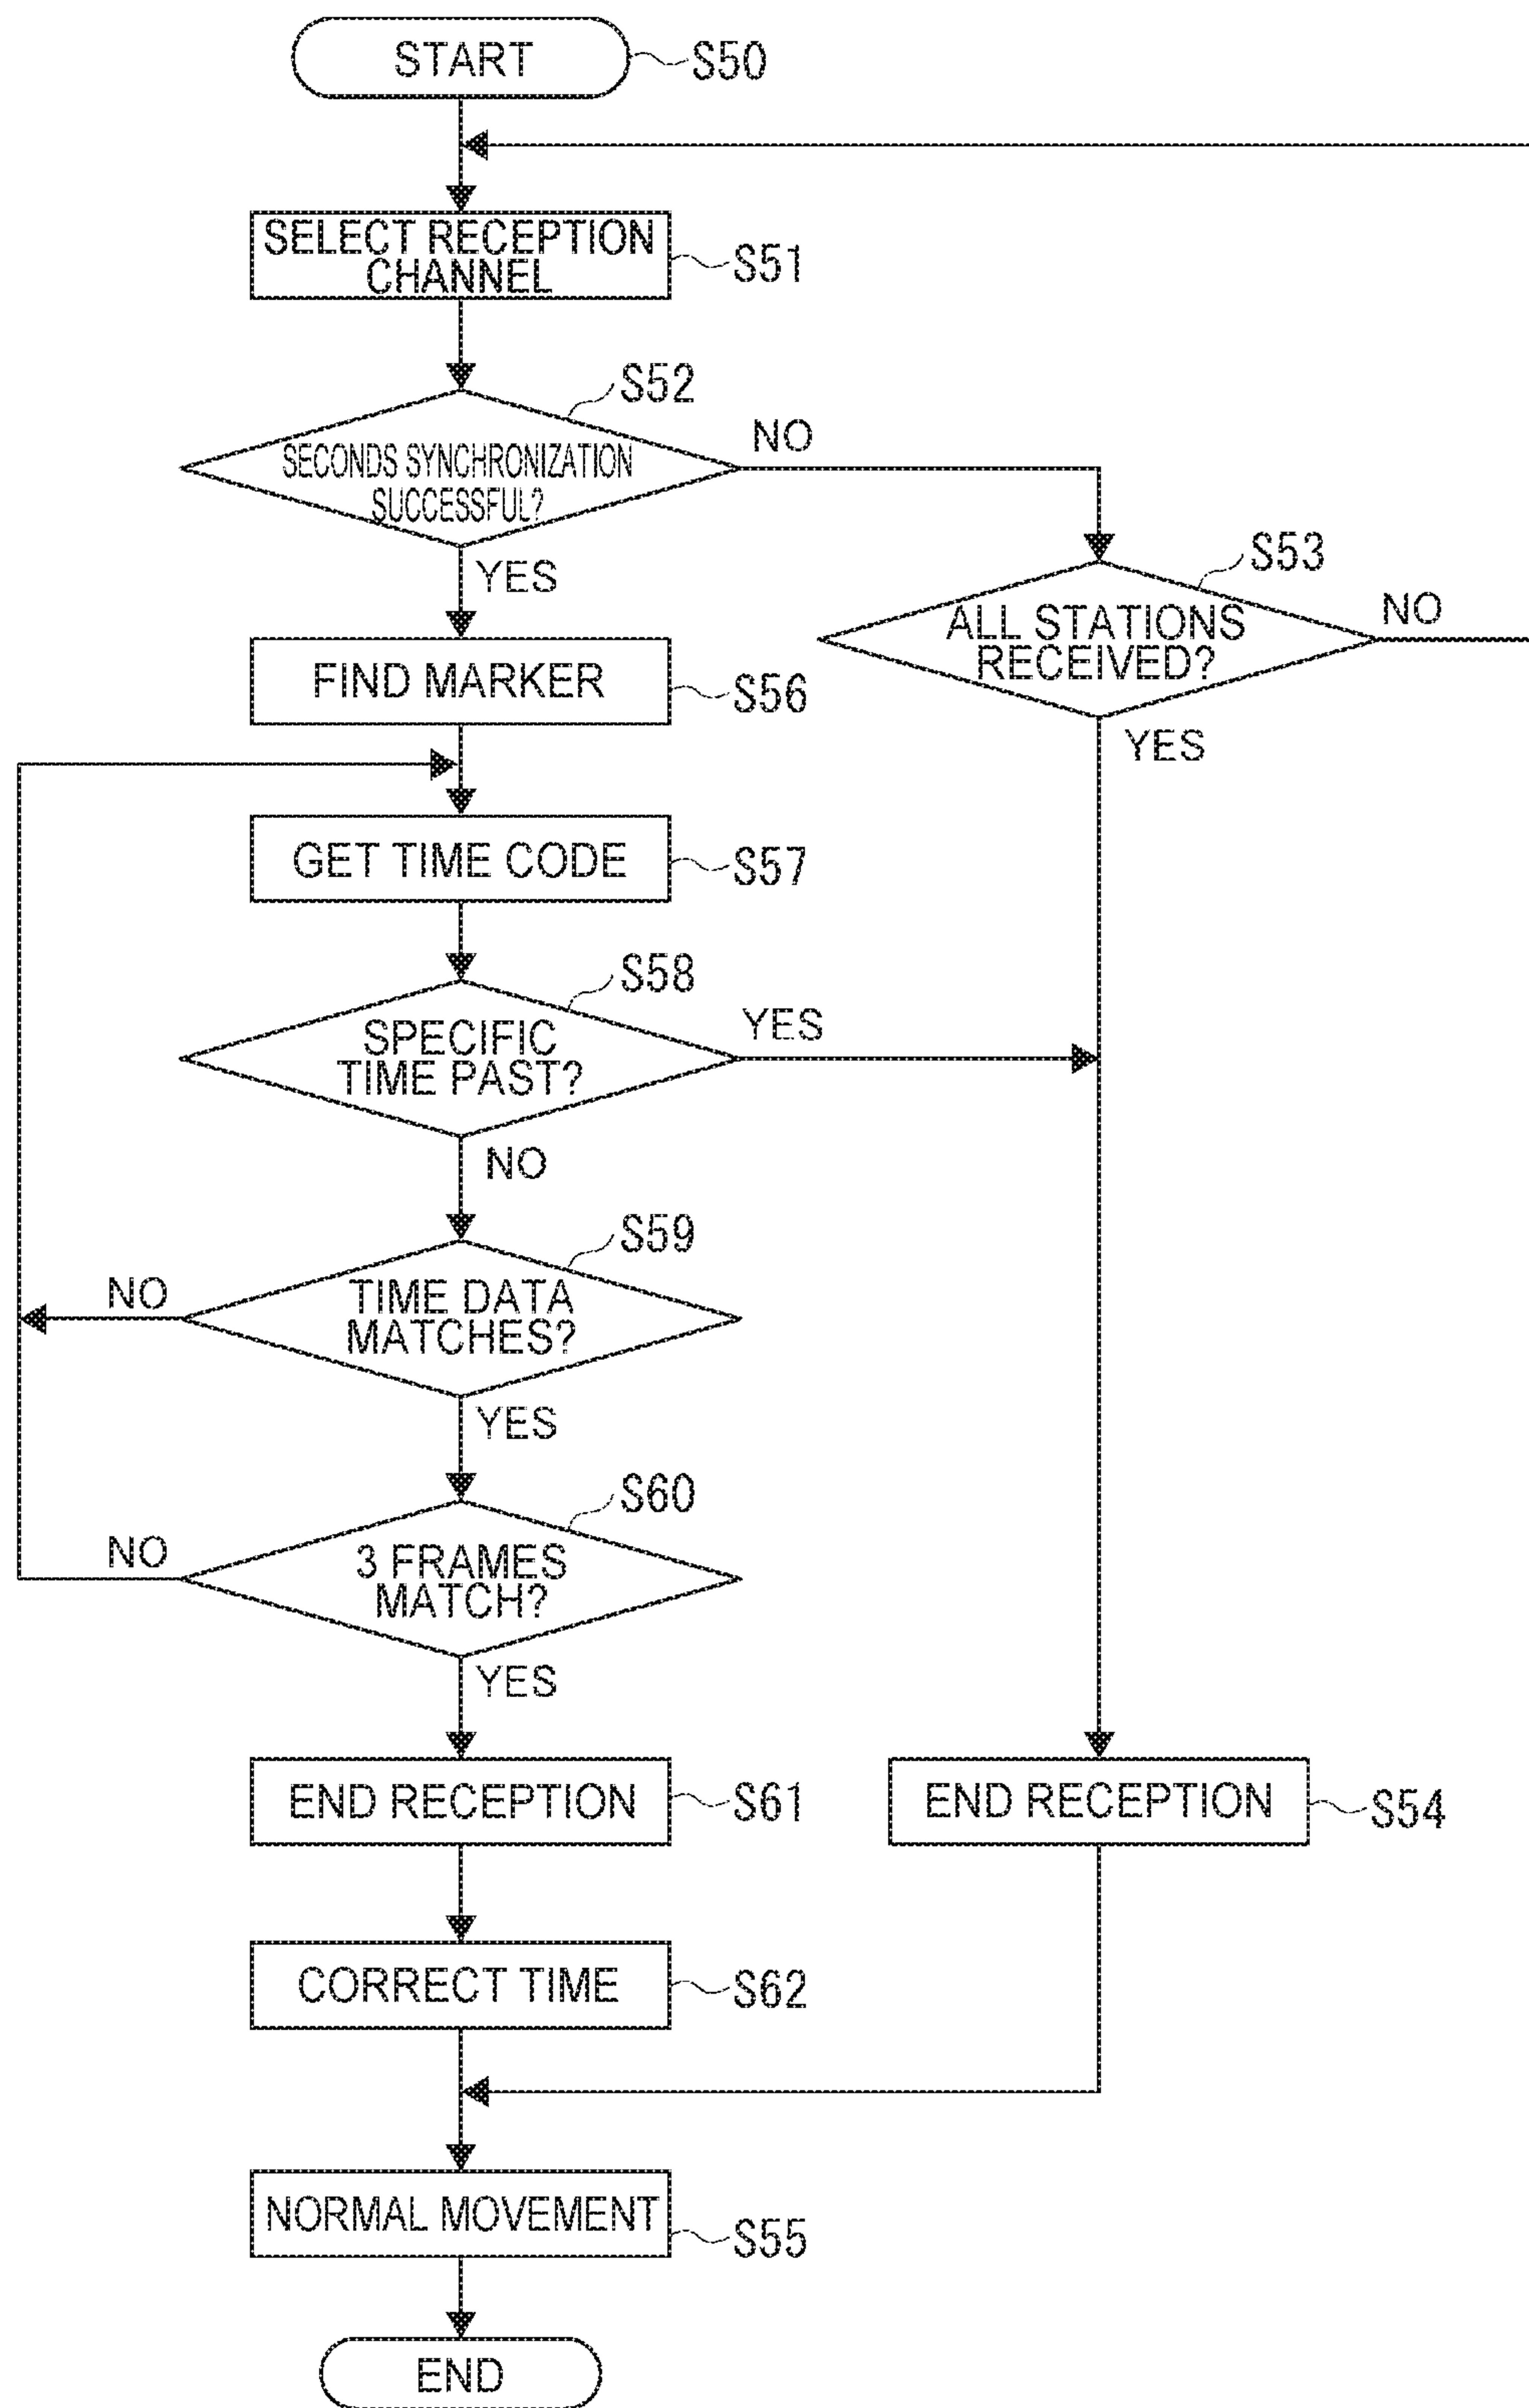 START
S50
SELECT RECEPTION
CHANNEL
S51
S52
SECONDS SYNCHRONIZATION
SUCCESSFUL?
NO
YES
S53
ALL STATIONS
RECEIVED?
NO
YES
FIND MARKER
S56
GET TIME CODE
S57
S58
SPECIFIC
TIME PAST?
YES
NO
S59
TIME DATA
MATCHES?
NO
YES
S60
3 FRAMES
MATCH?
NO
YES
END RECEPTION
S61
END RECEPTION
S54
CORRECT TIME
S62
NORMAL MOVEMENT
S55
END